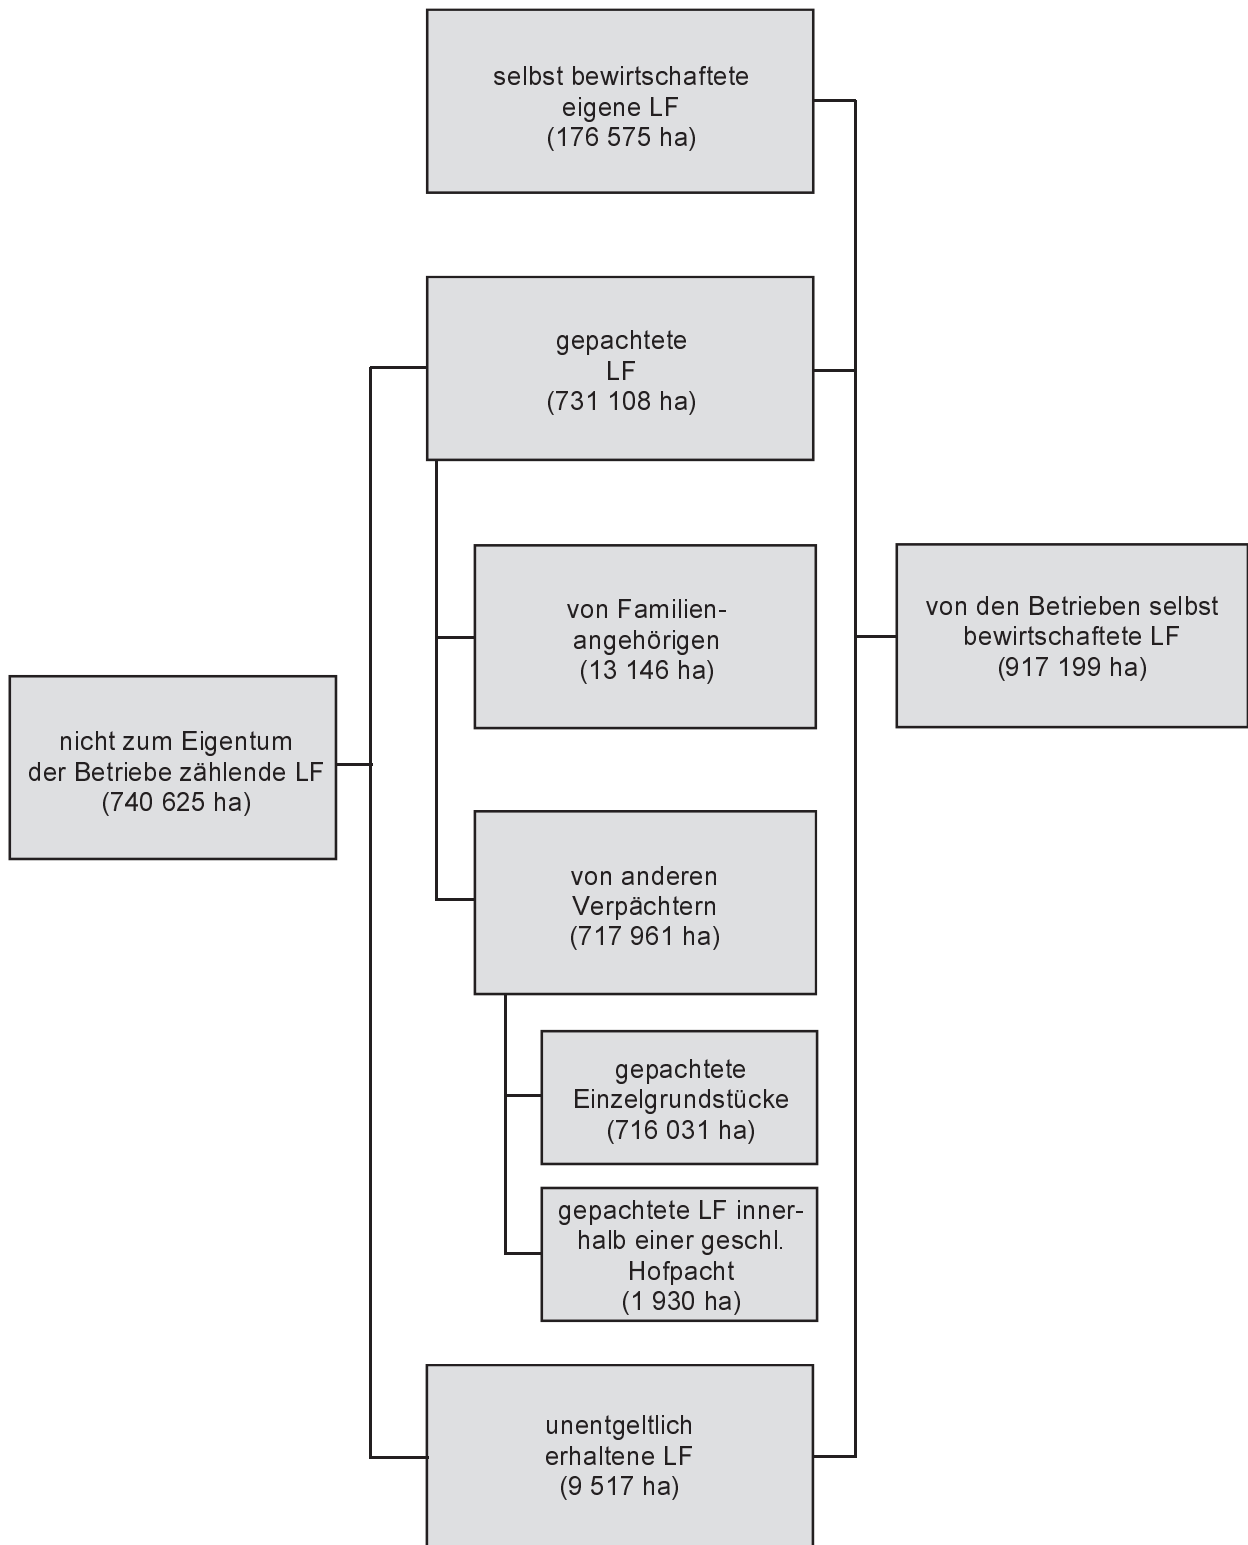 selbst bewirtschaftete
eigene LF
(176 575 ha)
gepachtete
LF
(731 108 ha)
von Familien-
angehörigen
(13 146 ha)
von den Betrieben selbst
bewirtschaftete LF
(917 199 ha)
nicht zum Eigentum
der Betriebe zählende LF
(740 625 ha)
von anderen
Verpächtern
(717 961 ha)
gepachtete
Einzelgrundstücke
(716 031 ha)
gepachtete LF inner-
halb einer geschl.
Hofpacht
(1 930 ha)
unentgeltlich
erhaltene LF
(9 517 ha)